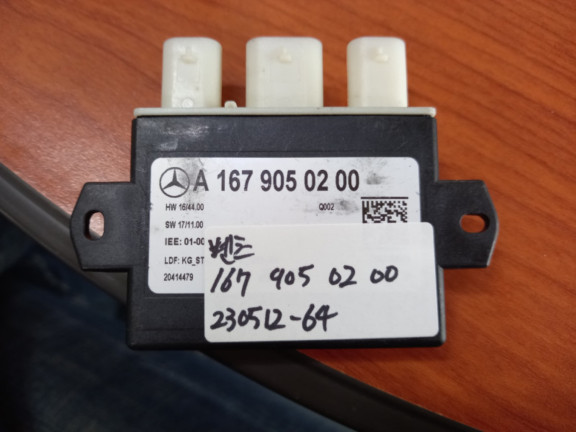 A 167 905 02 00
HW 16/44.00 Q002
SW 17/11.00
IEE: 01-00
LDF: KG_ST
20414479
벤츠
167 905 02 00
230512-64